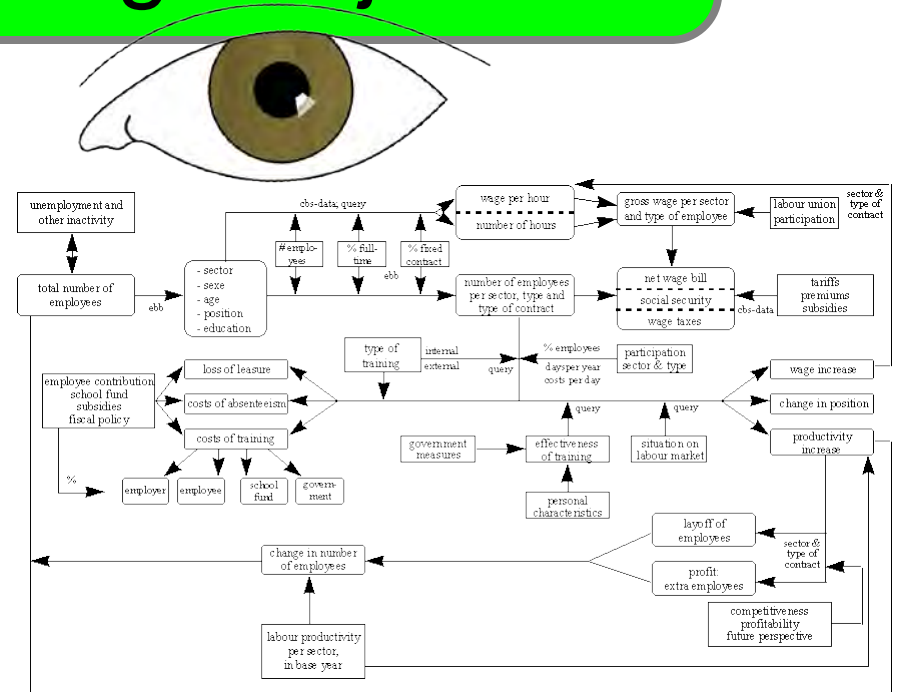 unemployment and
other inactivity
total number of
employees
ebb
- sector
- sexe
- age
- position
- education
cbs-data; query
# emplo-
yees
% full-
time
% fixed
contract
ebb
wage per hour
number of hours
gross wage per sector
and type of employee
labour union
participation
sector &
type of
contract
number of employees
per sector, type and
type of contract
net wage bill
social security
wage taxes
cbs-data
tariffs
premiums
subsidies
type of
training
internal
external
query
% employees
days per year
costs per day
participation
sector & type
employee contribution
school fund
subsidies
fiscal policy
%
loss of leasure
costs of absenteeism
costs of training
employer
employee
school
fund
govern-
ment
government
measures
query
effectiveness
of training
personal
characteristics
query
situation on
labour market
wage increase
change in position
productivity
increase
layoff of
employees
profit:
extra employees
sector &
type of
contract
competitiveness
profitability
future perspective
change in number
of employees
labour productivity
per sector,
in base year